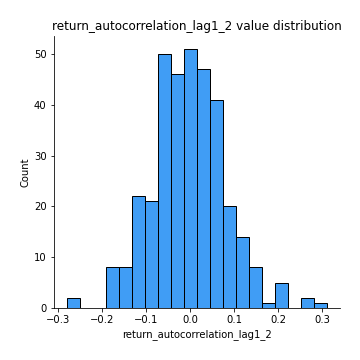 return_autocorrelation_lag1_2 value distribution
50
40
30
20
10
0
Count
-0.3 -0.2 -0.1 0.0 0.1 0.2 0.3
return_autocorrelation_lag1_2